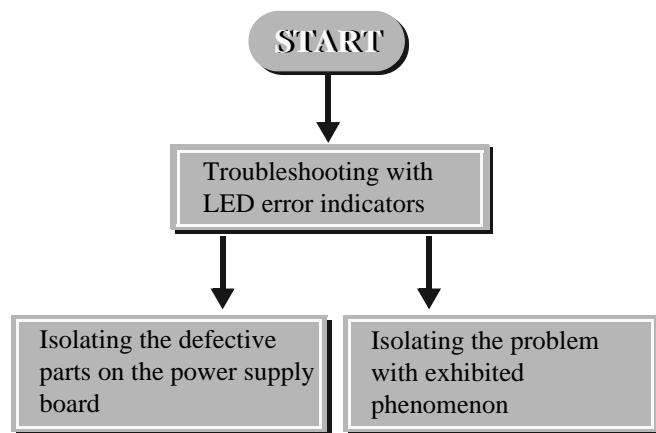 START
Troubleshooting with
LED error indicators
Isolating the defective
parts on the power supply
board
Isolating the problem
with exhibited
phenomenon